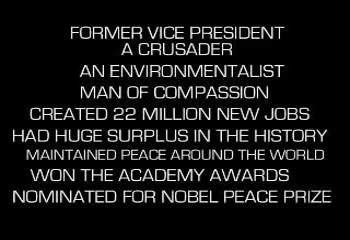 FORMER VICE PRESIDENT
A CRUSADER
AN ENVIRONMENTALIST
MAN OF COMPASSION
CREATED 22 MILLION NEW JOBS
HAD HUGE SURPLUS IN THE HISTORY
MAINTAINED PEACE AROUND THE WORLD
WON THE ACADEMY AWARDS
NOMINATED FOR NOBEL PEACE PRIZE